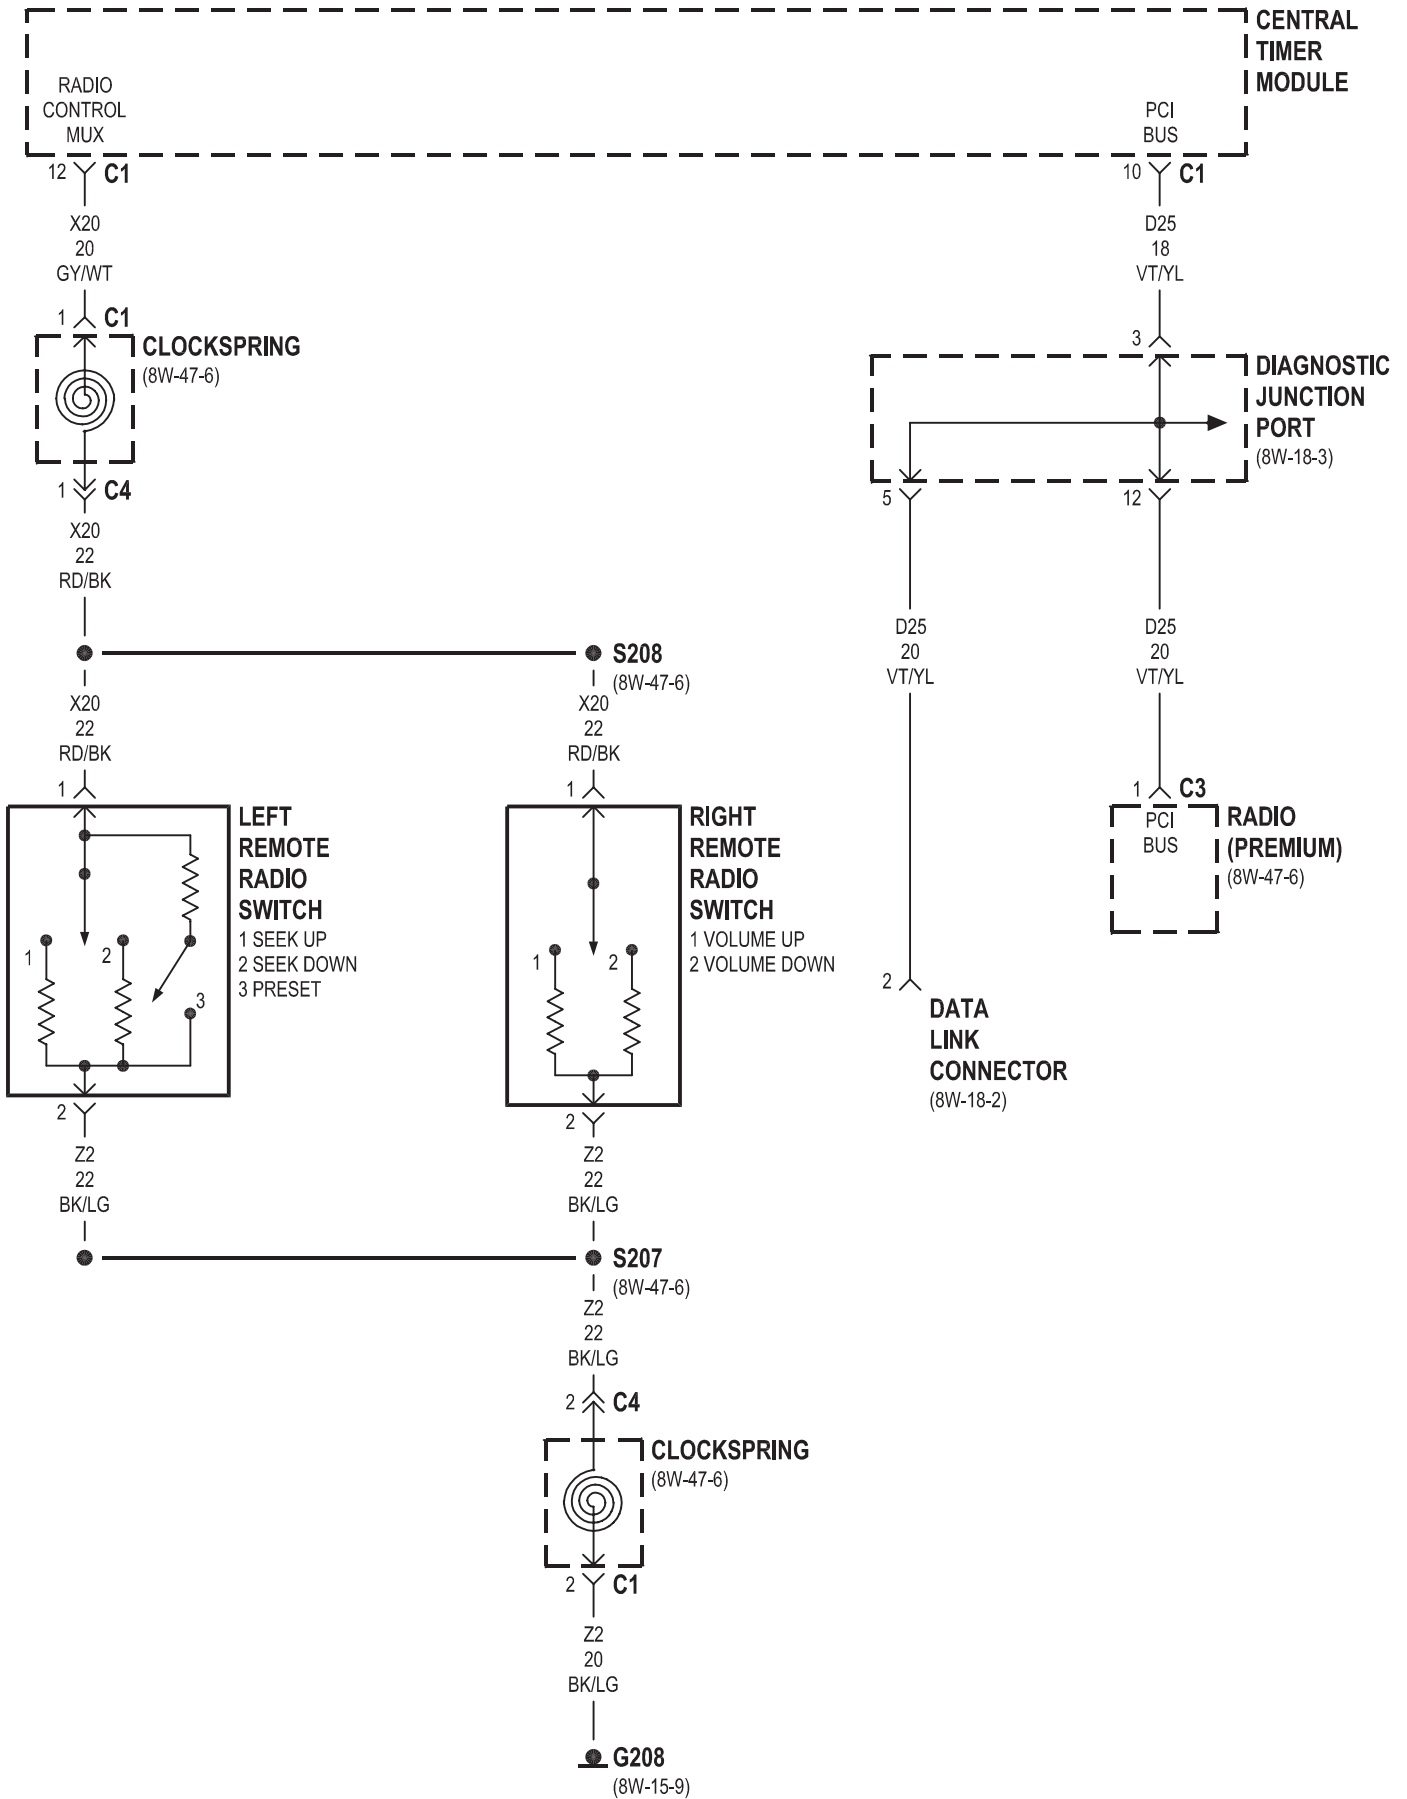 CENTRAL
TIMER
MODULE
RADIO
CONTROL
MUX
PCI
BUS
12 C1
10 C1
X20
20
GY/WT
D25
18
VT/YL
1 C1
CLOCKSPRING
(8W-47-6)
3
DIAGNOSTIC
JUNCTION
PORT
(8W-18-3)
1 C4
5
12
X20
22
RD/BK
D25
20
VT/YL
D25
20
VT/YL
S208
(8W-47-6)
X20
22
RD/BK
X20
22
RD/BK
1
1
1 C3
LEFT
REMOTE
RADIO
SWITCH
1 SEEK UP
2 SEEK DOWN
3 PRESET
1
2
3
RIGHT
REMOTE
RADIO
SWITCH
1 VOLUME UP
2 VOLUME DOWN
1
2
PCI
BUS
RADIO
(PREMIUM)
(8W-47-6)
2
DATA
LINK
CONNECTOR
(8W-18-2)
2
2
Z2
22
BK/LG
Z2
22
BK/LG
S207
(8W-47-6)
Z2
22
BK/LG
2 C4
CLOCKSPRING
(8W-47-6)
2 C1
Z2
20
BK/LG
G208
(8W-15-9)